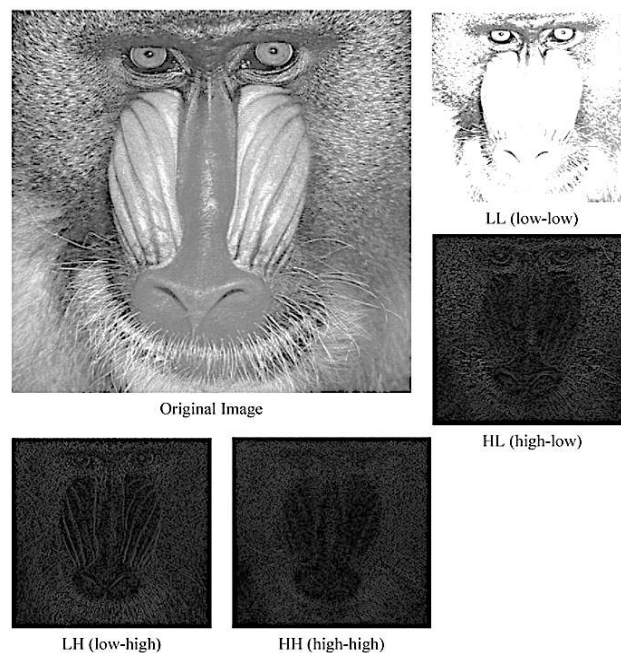 LL (low-low)
Original Image
HL (high-low)
LH (low-high)
HH (high-high)